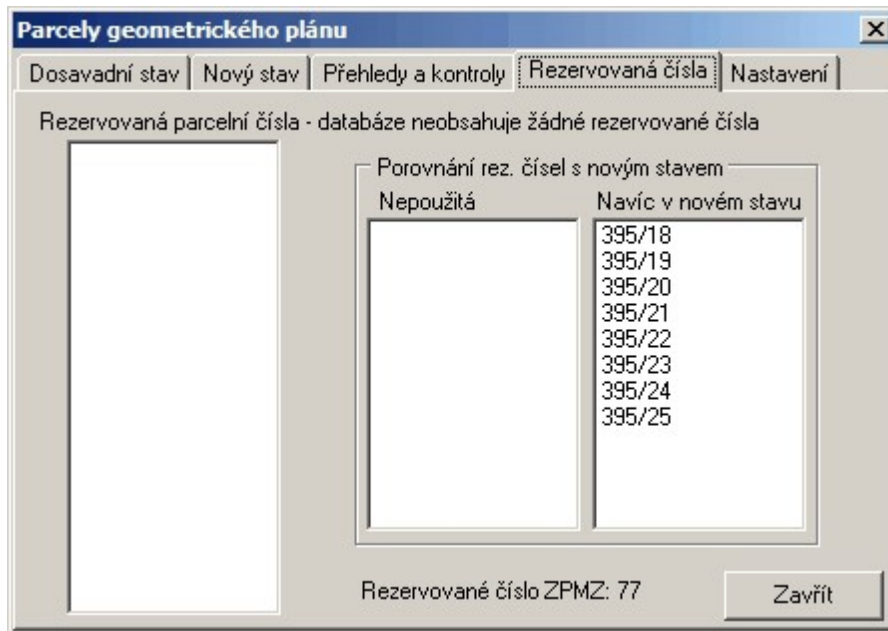 Parcely geometrického plánu
Dosavadní stav Nový stav Přehledy a kontroly Rezervovaná čísla Nastavení
Rezervovaná parcelní čísla - databáze neobsahuje žádné rezervované čísla
Porovnání rez. čísel s novým stavem
Nepoužitá Navíc v novém stavu
395/18
395/19
395/20
395/21
395/22
395/23
395/24
395/25
Rezervované číslo ZPMZ: 77 Zavřít